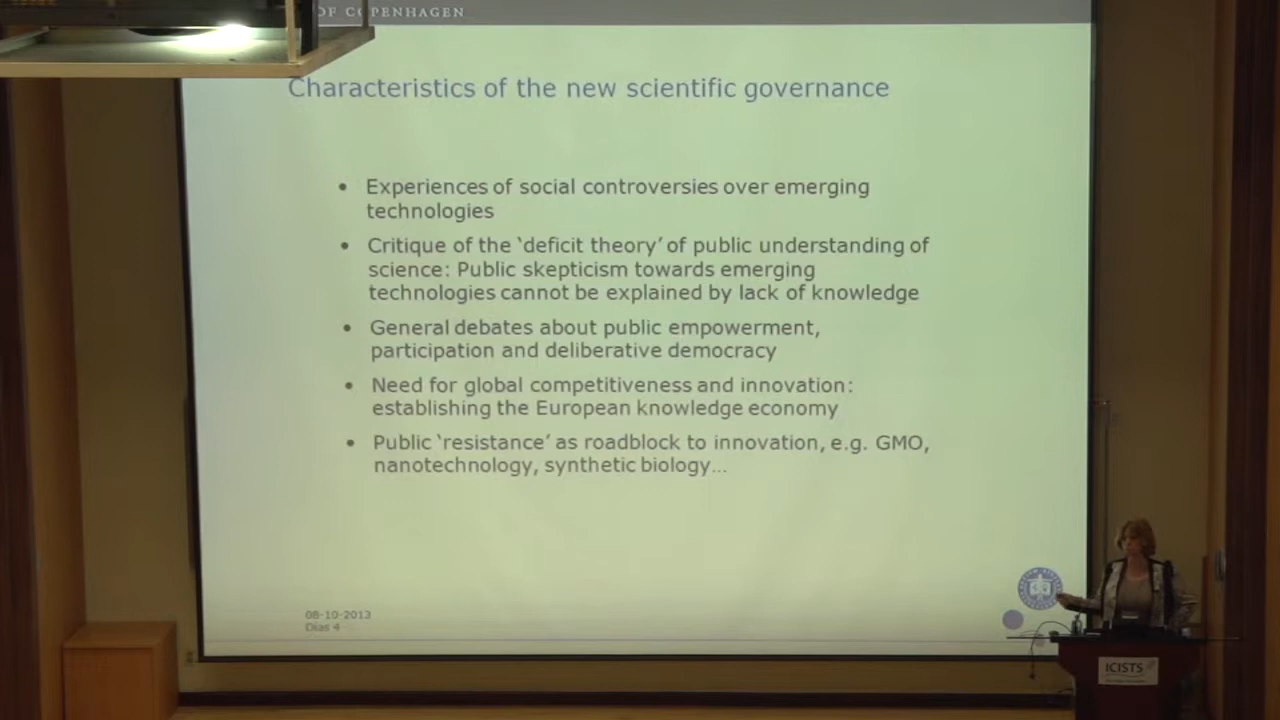 OF COPENHAGEN
Characteristics of the new scientific governance
• Experiences of social controversies over emerging
technologies
• Critique of the ‘deficit theory’ of public understanding of
science: Public skepticism towards emerging
technologies cannot be explained by lack of knowledge
• General debates about public empowerment,
participation and deliberative democracy
• Need for global competitiveness and innovation:
establishing the European knowledge economy
• Public ‘resistance’ as roadblock to innovation, e.g. GMO,
nanotechnology, synthetic biology…
08-10-2013
Dias 4
ICISTS